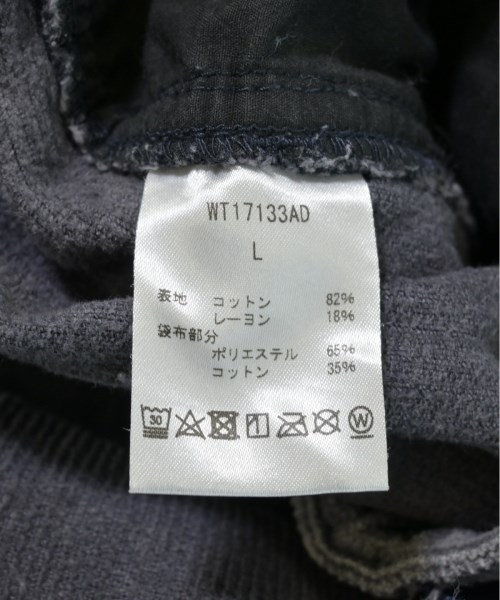 WT17133AD
L
表地 コットン 82%
レーヨン 18%
袋布部分
ポリエステル 65%
コットン 35%
30 W